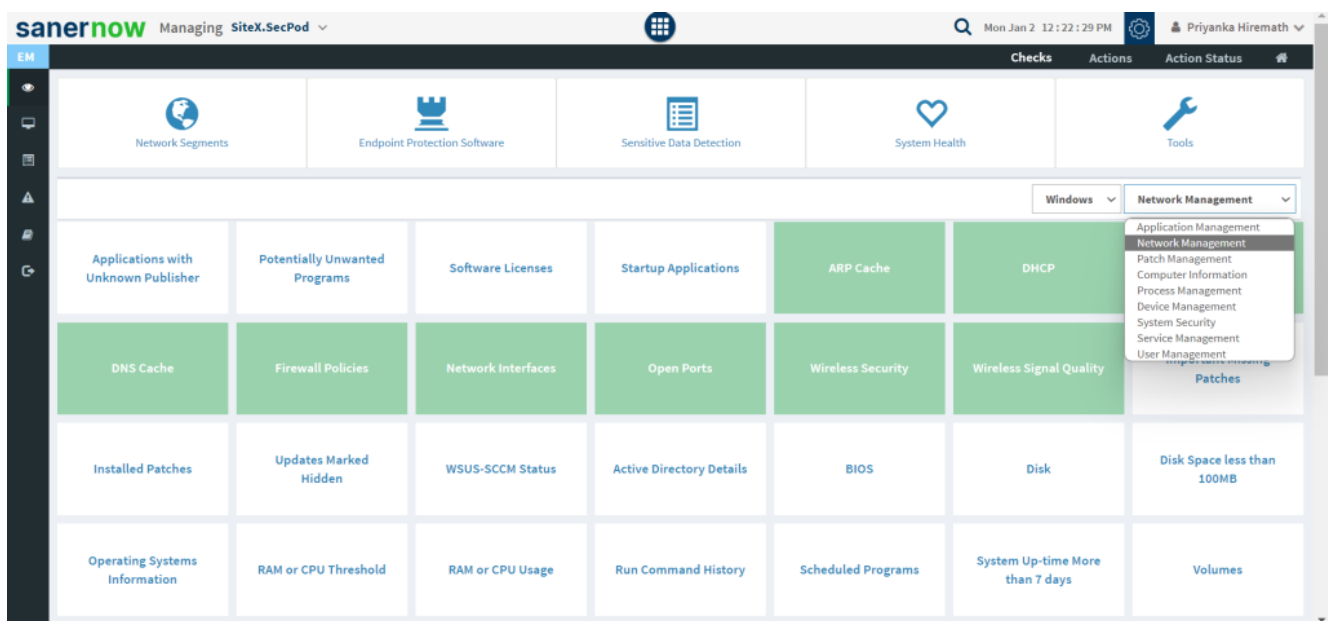 sanernow Managing SiteX.SecPod Mon Jan 2 12:22:29 PM Priyanka Hiremath
EM Checks Actions Action Status
Network Segments Endpoint Protection Software Sensitive Data Detection System Health Tools
Windows Network Management
Application Management
Network Management
Patch Management
Computer Information
Process Management
Device Management
System Security
Service Management
User Management
Applications with Unknown Publisher
Potentially Unwanted Programs
Software Licenses
Startup Applications
ARP Cache
DHCP
DNS Cache
Firewall Policies
Network Interfaces
Open Ports
Wireless Security
Wireless Signal Quality
Important Missing Patches
Installed Patches
Updates Marked Hidden
WSUS-SCCM Status
Active Directory Details
BIOS
Disk
Disk Space less than 100MB
Operating Systems Information
RAM or CPU Threshold
RAM or CPU Usage
Run Command History
Scheduled Programs
System Up-time More than 7 days
Volumes